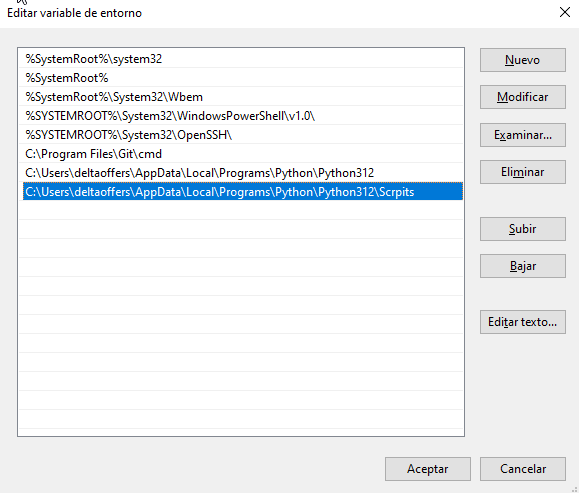 Editar variable de entorno
%SystemRoot%\system32
%SystemRoot%
%SystemRoot%\System32\Wbem
%SYSTEMROOT%\System32\WindowsPowerShell\v1.0\
%SYSTEMROOT%\System32\OpenSSH\
C:\Program Files\Git\cmd
C:\Users\deltaoffers\AppData\Local\Programs\Python\Python312
C:\Users\deltaoffers\AppData\Local\Programs\Python\Python312\Scrpits
Nuevo
Modificar
Examinar...
Eliminar
Subir
Bajar
Editar texto...
Aceptar
Cancelar